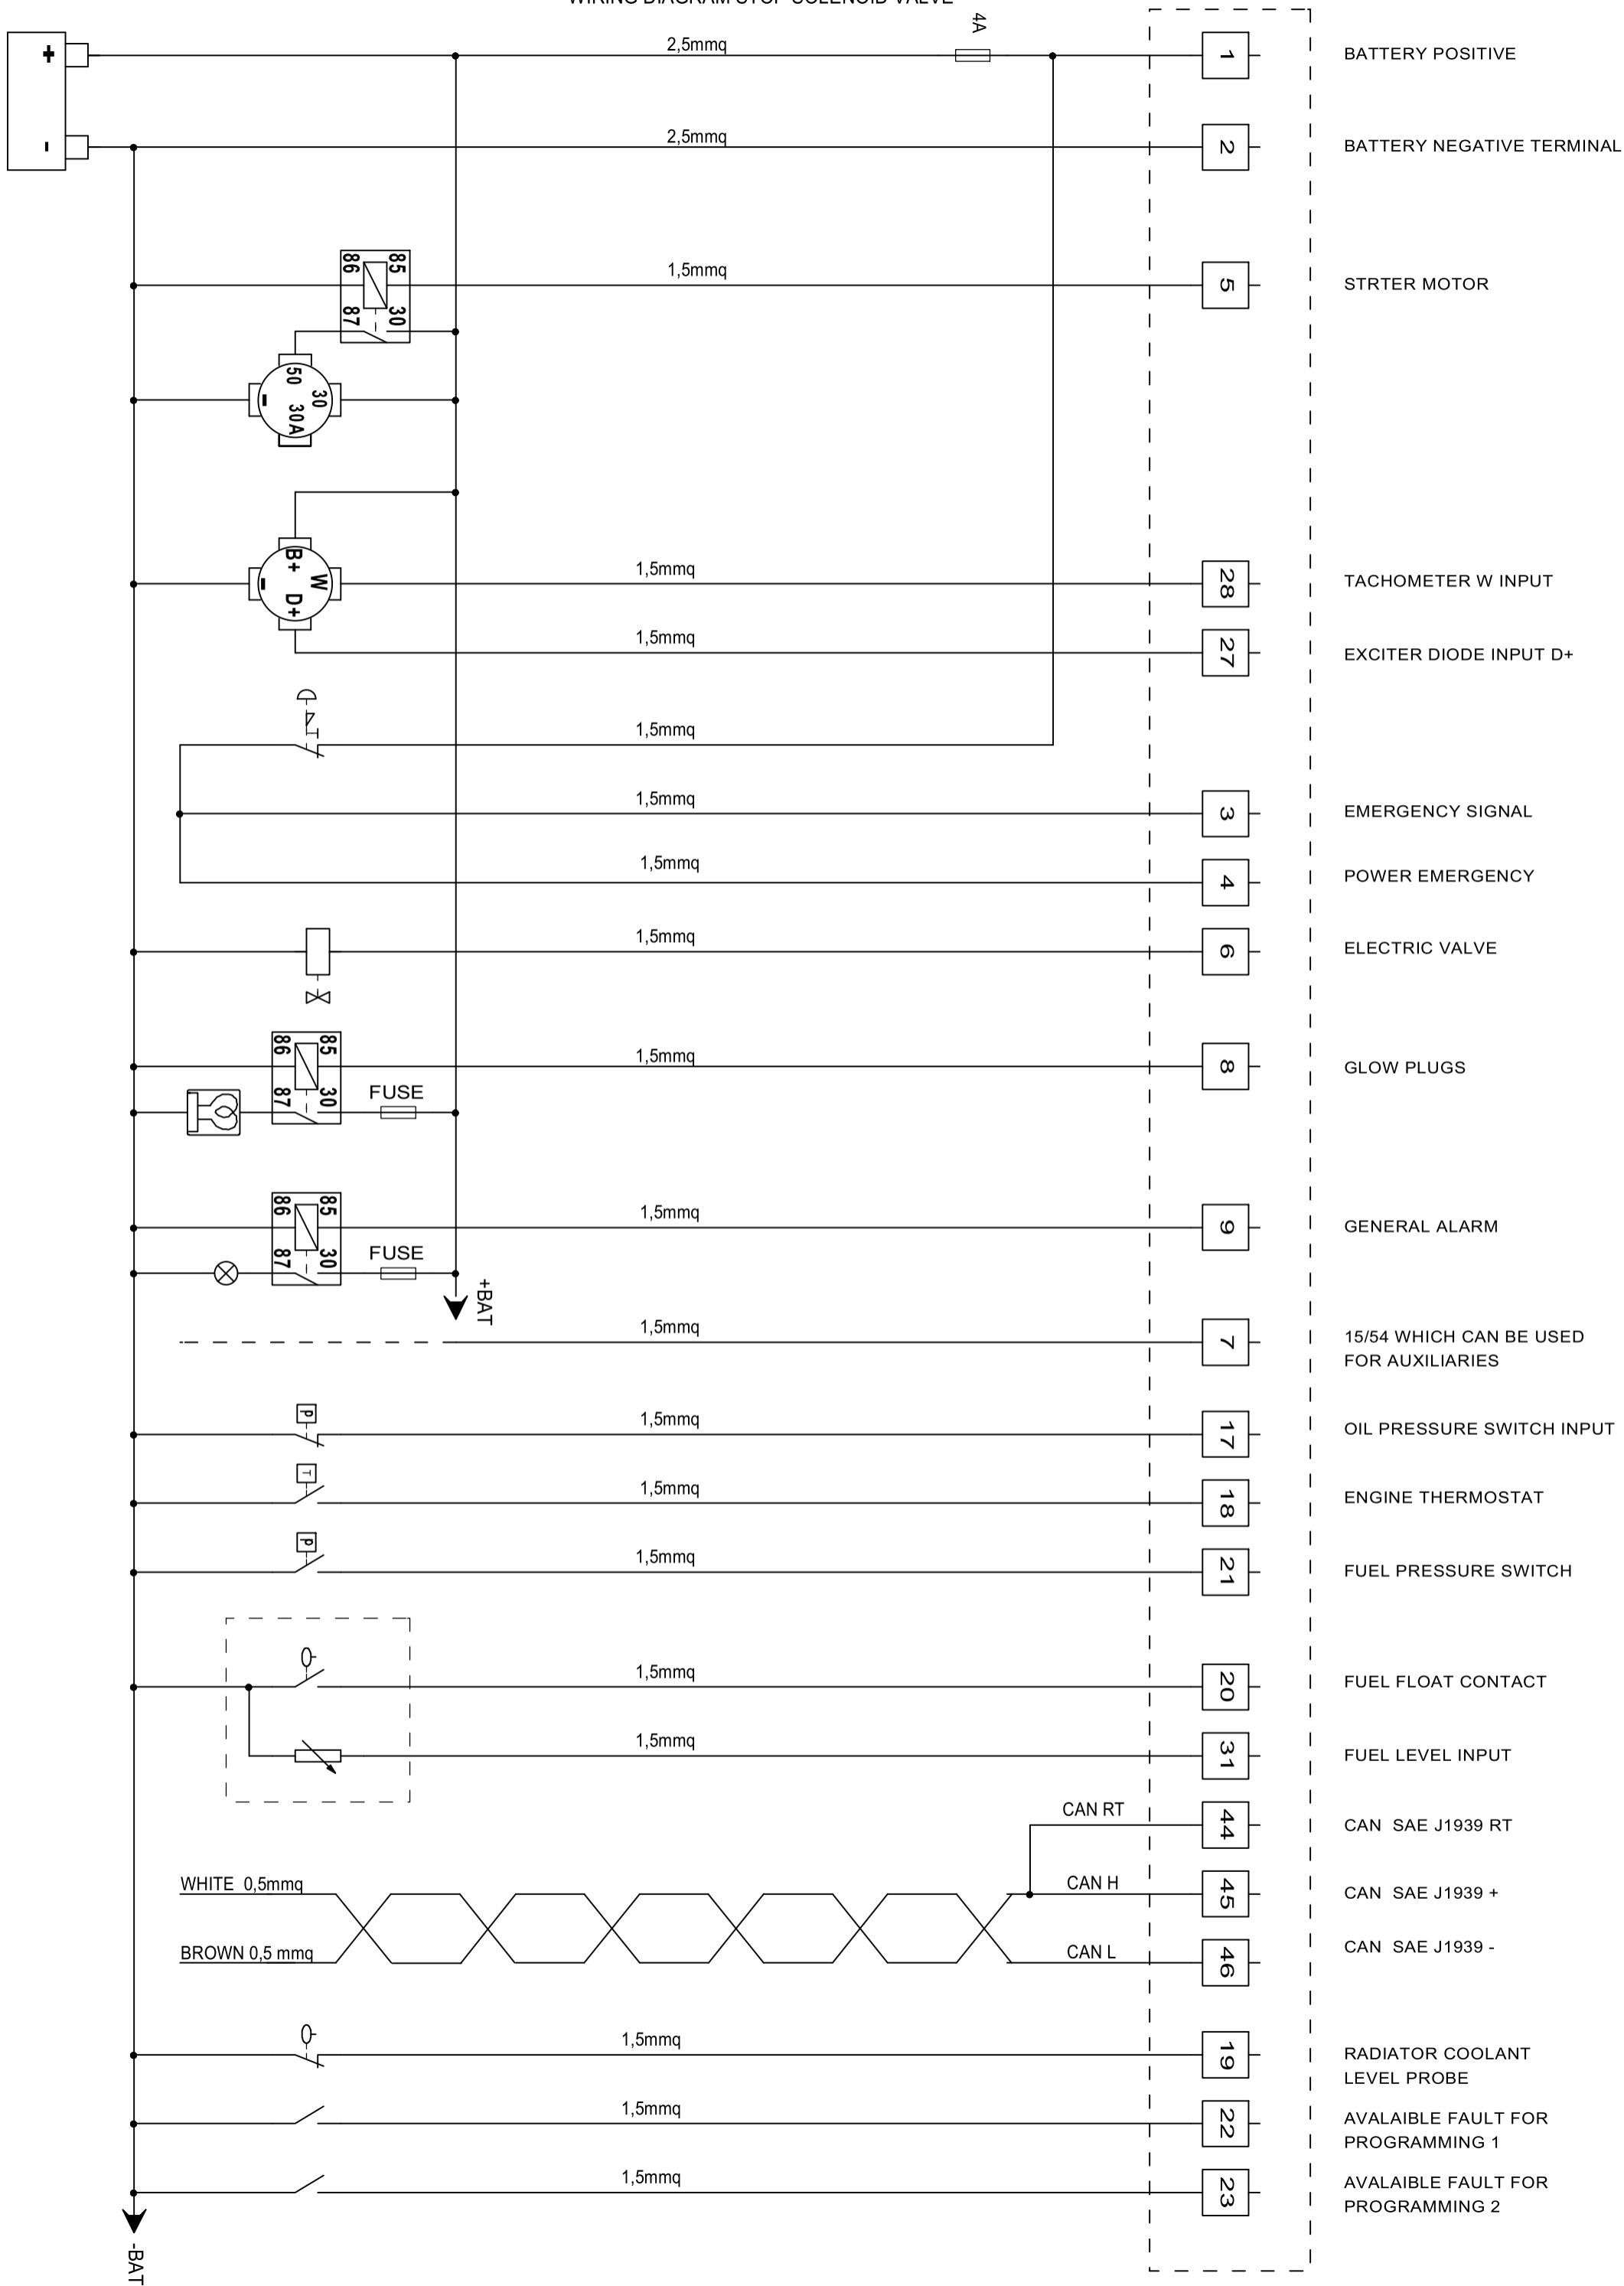 WIRING DIAGRAM STOP SOLENOID VALVE
4A
+
2,5mmq
1
BATTERY POSITIVE
-
2,5mmq
2
BATTERY NEGATIVE TERMINAL
86
85
87
30
1,5mmq
5
STRTER MOTOR
50
30
30A
-
B+
W
D+
-
1,5mmq
28
TACHOMETER W INPUT
1,5mmq
27
EXCITER DIODE INPUT D+
1,5mmq
1,5mmq
3
EMERGENCY SIGNAL
1,5mmq
4
POWER EMERGENCY
1,5mmq
6
ELECTRIC VALVE
86
85
87
30
FUSE
1,5mmq
8
GLOW PLUGS
86
85
87
30
FUSE
1,5mmq
9
GENERAL ALARM
+BAT
1,5mmq
7
15/54 WHICH CAN BE USED
FOR AUXILIARIES
P
1,5mmq
17
OIL PRESSURE SWITCH INPUT
T
1,5mmq
18
ENGINE THERMOSTAT
P
1,5mmq
21
FUEL PRESSURE SWITCH
1,5mmq
20
FUEL FLOAT CONTACT
1,5mmq
31
FUEL LEVEL INPUT
CAN RT
44
CAN SAE J1939 RT
WHITE 0,5mmq
CAN H
45
CAN SAE J1939 +
BROWN 0,5 mmq
CAN L
46
CAN SAE J1939 -
1,5mmq
19
RADIATOR COOLANT
LEVEL PROBE
1,5mmq
22
AVALAIBLE FAULT FOR
PROGRAMMING 1
1,5mmq
23
AVALAIBLE FAULT FOR
PROGRAMMING 2
-BAT